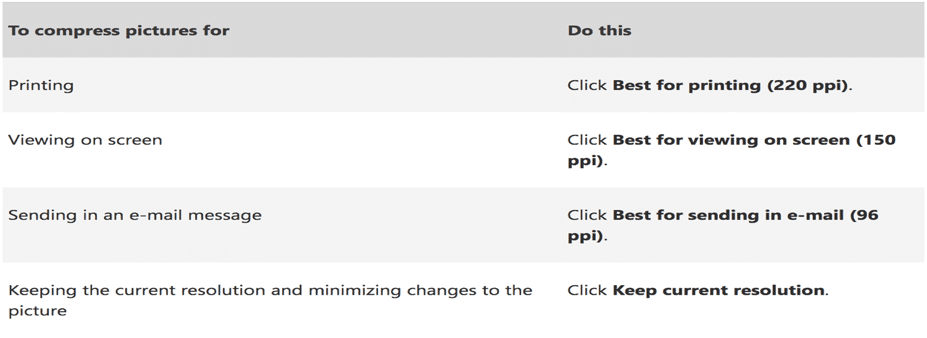 To compress pictures for
Do this
Printing
Click Best for printing (220 ppi).
Viewing on screen
Click Best for viewing on screen (150
ppi).
Sending in an e-mail message
Click Best for sending in e-mail (96
ppi).
Keeping the current resolution and minimizing changes to the
picture
Click Keep current resolution.